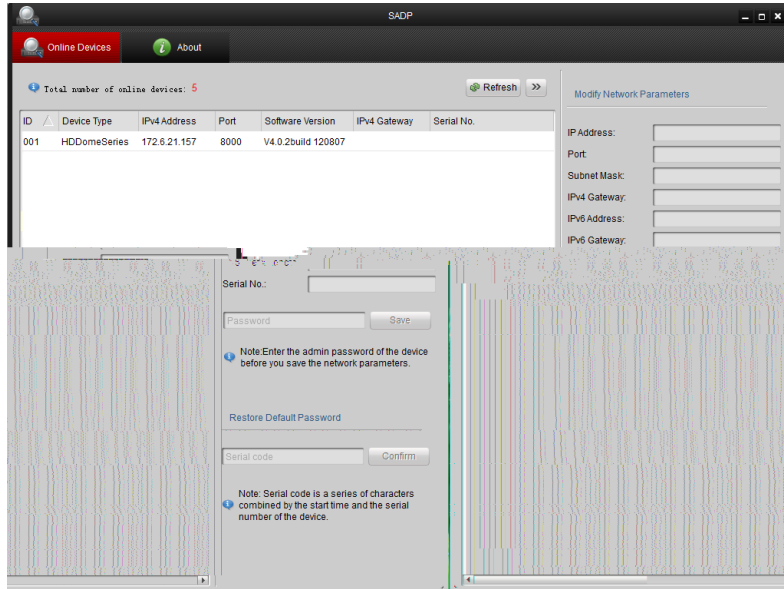 SADP
Online Devices
About
Total number of online devices: 5
Refresh
Modify Network Parameters
ID Device Type IPv4 Address Port Software Version IPv4 Gateway Serial No.
001 HDDomeSeries 172.6.21.157 8000 V4.0.2build 120807
IP Address:
Port:
Subnet Mask:
IPv4 Gateway:
IPv6 Address:
IPv6 Gateway:
Serial No.:
Password
Save
Note:Enter the admin password of the device
before you save the network parameters.
Restore Default Password
Serial code
Confirm
Note: Serial code is a series of characters
combined by the start time and the serial
number of the device.